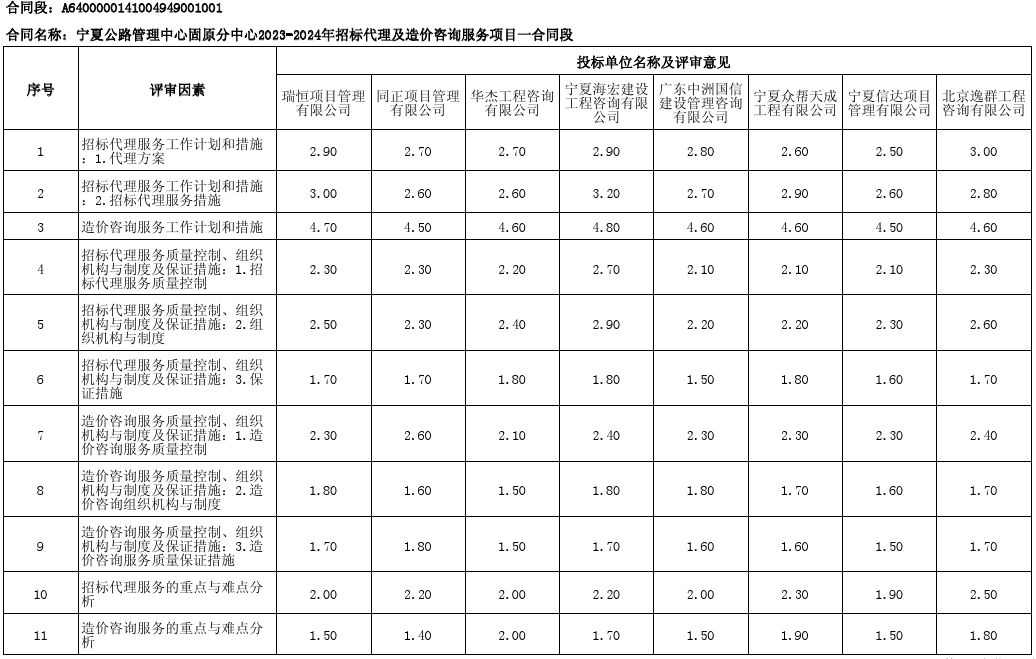 合同段：A6400000141004949001001
合同名称：宁夏公路管理中心固原分中心2023-2024年招标代理及造价咨询服务项目一合同段
序号
评审因素
投标单位名称及评审意见
瑞恒项目管理
有限公司
同正项目管理
有限公司
华杰工程咨询
有限公司
宁夏海宏建设
工程咨询有限
公司
广东中洲国信
建设管理咨询
有限公司
宁夏众帮天成
工程有限公司
宁夏信达项目
管理有限公司
北京逸群工程
咨询有限公司
1
招标代理服务工作计划和措施
：1.代理方案
2.90 2.70 2.70 2.90 2.80 2.60 2.50 3.00
2
招标代理服务工作计划和措施
：2.招标代理服务措施
3.00 2.60 2.60 3.20 2.70 2.90 2.60 2.80
3
造价咨询服务工作计划和措施
4.70 4.50 4.60 4.80 4.60 4.60 4.50 4.60
4
招标代理服务质量控制、组织
机构与制度及保证措施：1.招
标代理服务质量控制
2.30 2.30 2.20 2.70 2.10 2.10 2.10 2.30
5
招标代理服务质量控制、组织
机构与制度及保证措施：2.组
织机构与制度
2.50 2.30 2.40 2.90 2.20 2.20 2.30 2.60
6
招标代理服务质量控制、组织
机构与制度及保证措施：3.保
证措施
1.70 1.70 1.80 1.80 1.50 1.80 1.60 1.70
7
造价咨询服务质量控制、组织
机构与制度及保证措施：1.造
价咨询服务质量控制
2.30 2.60 2.10 2.40 2.30 2.30 2.30 2.40
8
造价咨询服务质量控制、组织
机构与制度及保证措施：2.造
价咨询组织机构与制度
1.80 1.60 1.50 1.80 1.80 1.70 1.60 1.70
9
造价咨询服务质量控制、组织
机构与制度及保证措施：3.造
价咨询服务质量保证措施
1.70 1.80 1.50 1.70 1.60 1.60 1.50 1.70
10
招标代理服务的重点与难点分
析
2.00 2.20 2.00 2.20 2.00 2.30 1.90 2.50
11
造价咨询服务的重点与难点分
析
1.50 1.40 2.00 1.70 1.50 1.90 1.50 1.80